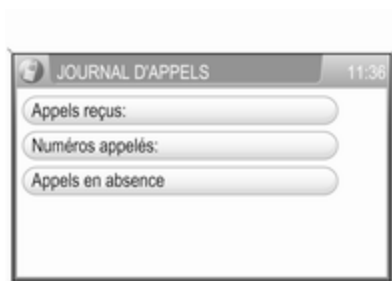 JOURNAL D'APPELS 11:36
Appels reçus:
Numéros appelés:
Appels en absence